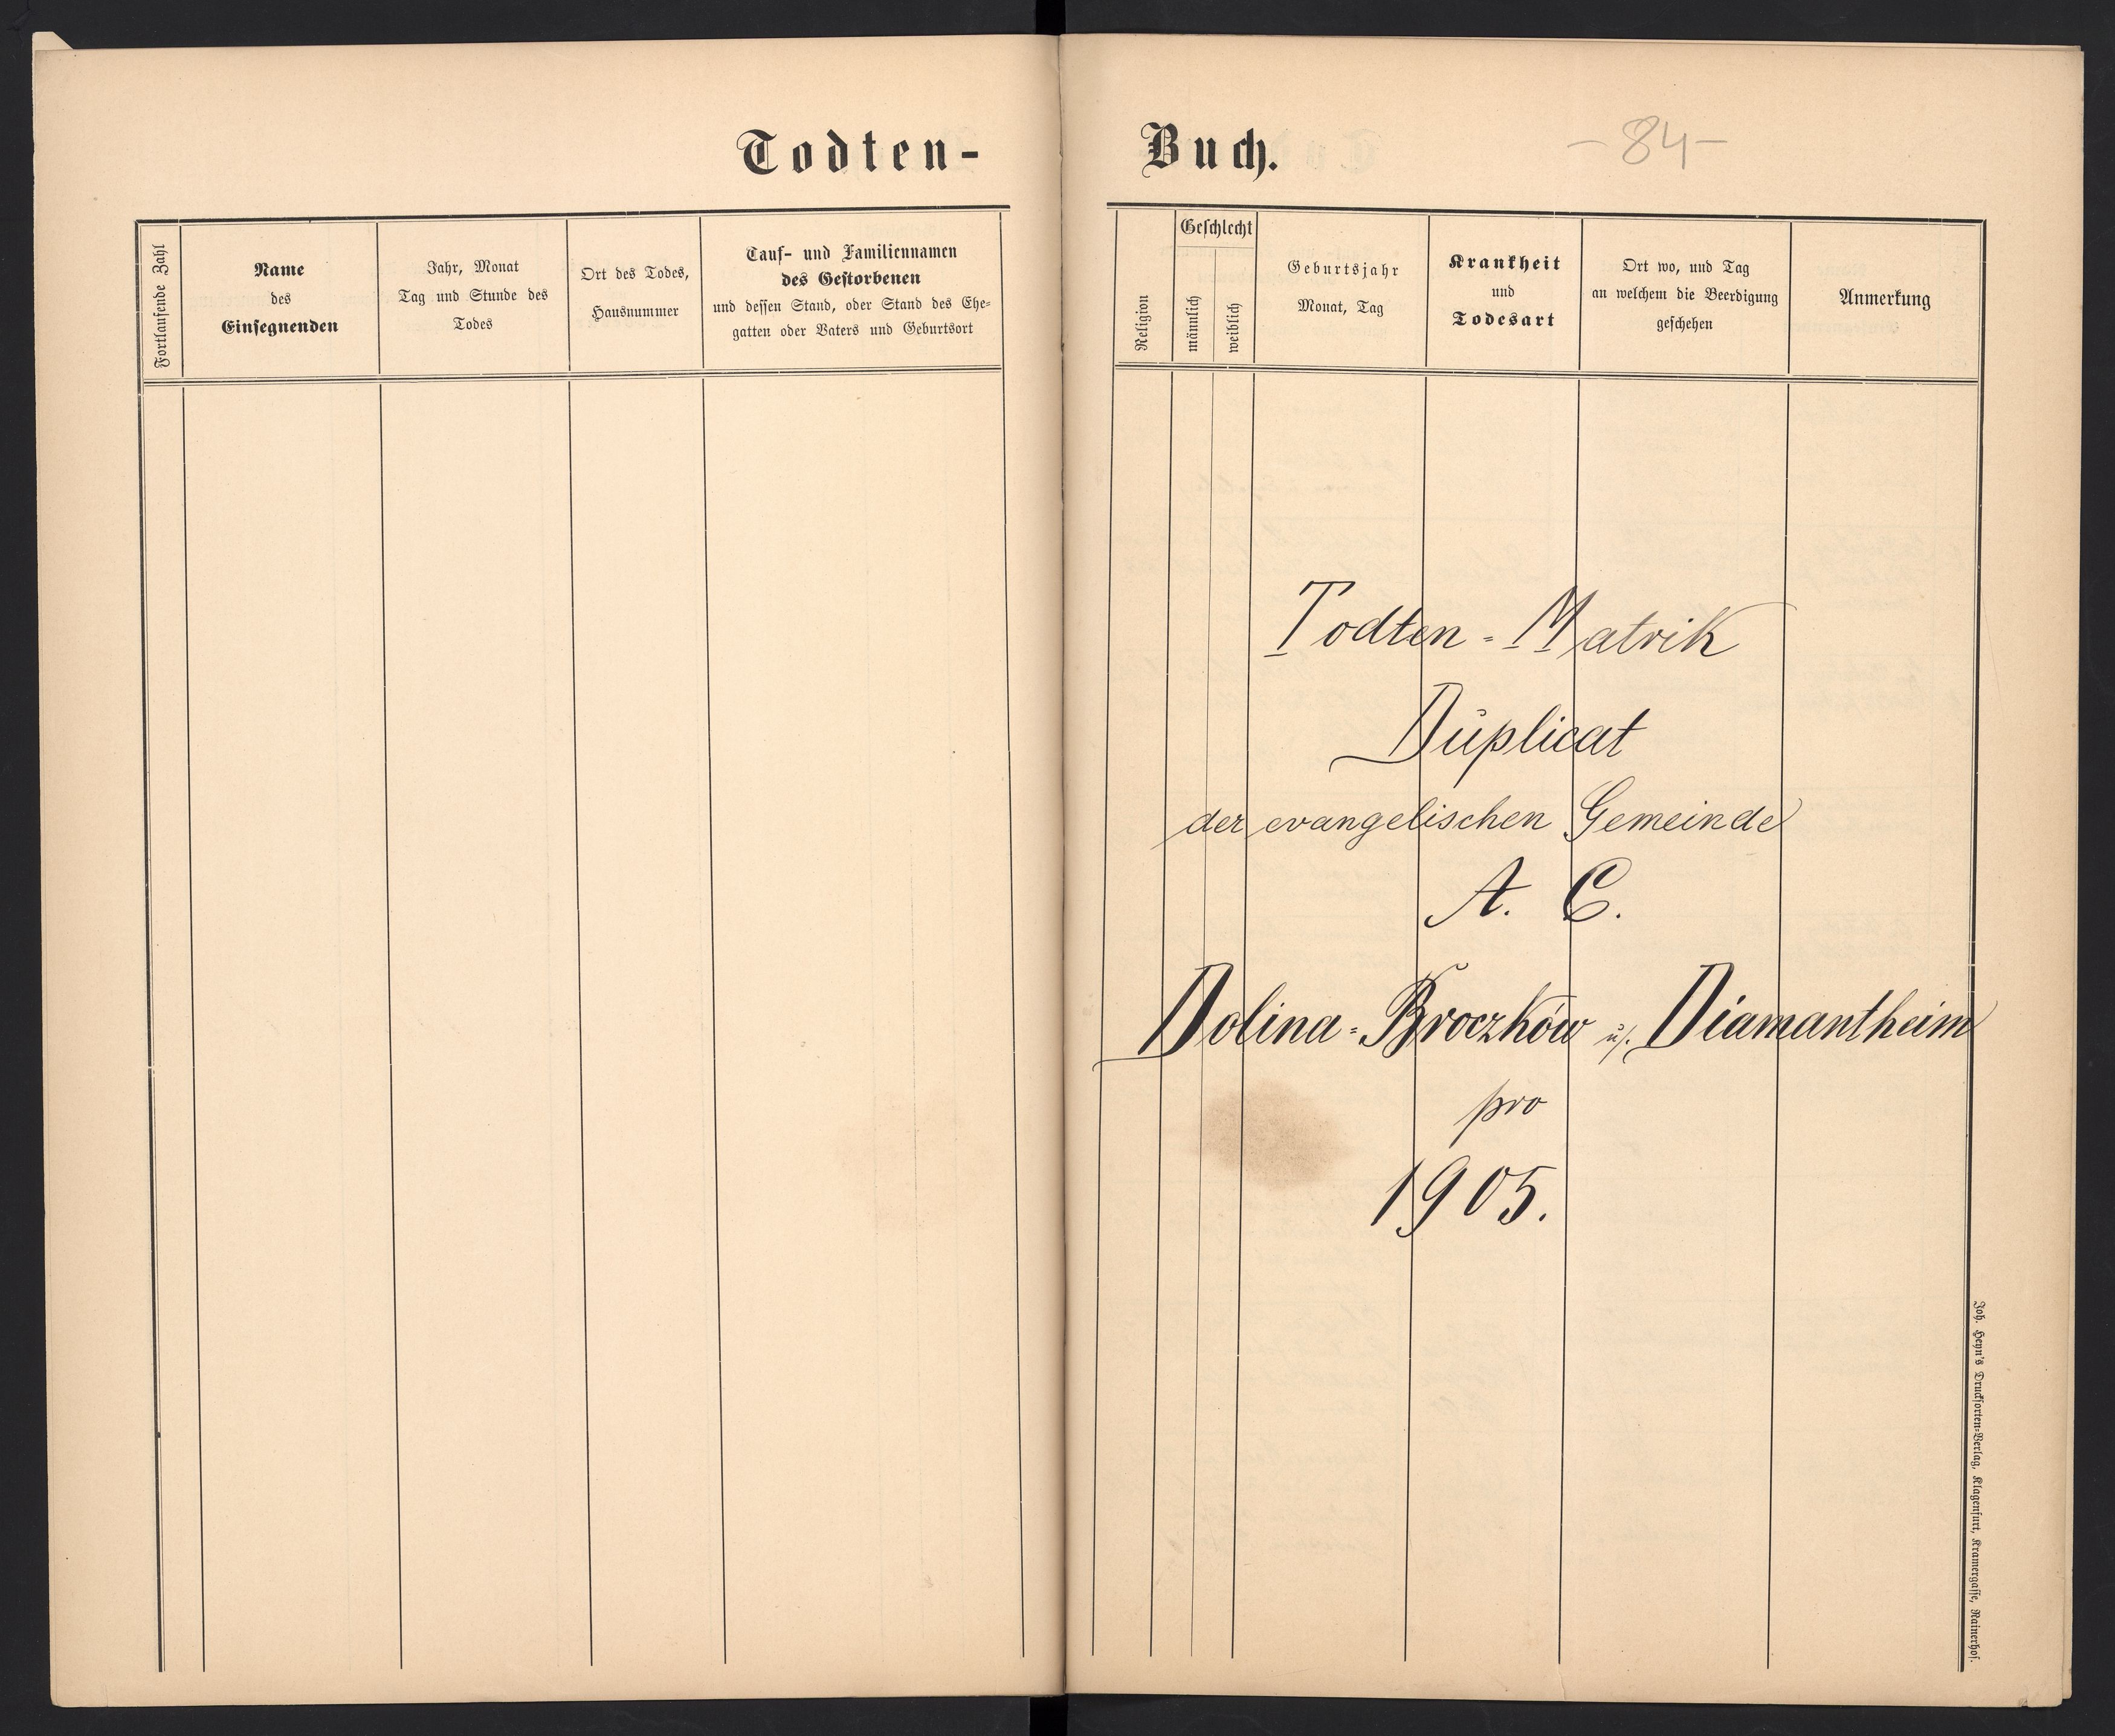 Todten-Buch.
-84-
Fortlaufende Zahl
Name
des
Einsegnenden
Jahr, Monat
Tag und Stunde des
Todes
Ort des Todes,
Hausnummer
Tauf- und Familiennamen
des Gestorbenen
und dessen Stand, oder Stand des Ehe-
gatten oder Vaters und Geburtsort
Religion
Geschlecht
männlich
weiblich
Geburtsjahr
Monat, Tag
Krankheit
und
Todesart
Ort wo, und Tag
an welchem die Beerdigung
geschehen
Anmerkung
Todten-Matrik
Duplicat
der evangelischen Gemeinde
A. C.
Dolina-Broczków u/. Diamantheim
pro
1905.
Joh. Heyn's Drucksorten-Verlag, Klagenfurt, Kramergasse, Rainerhof.